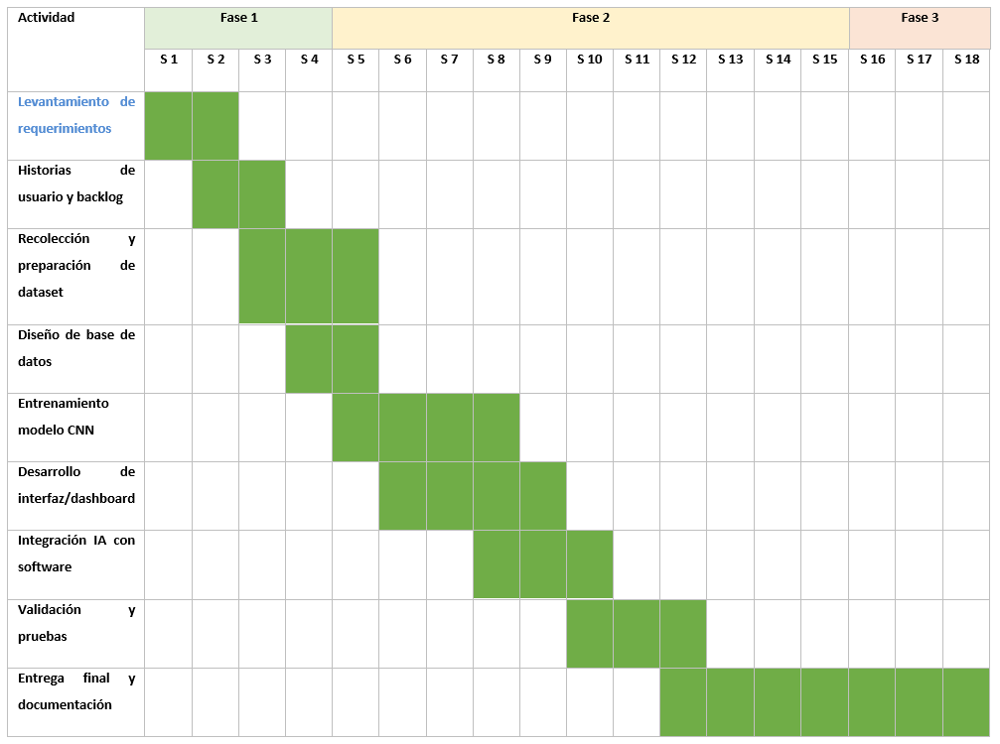 Actividad
Fase 1
Fase 2
Fase 3
S 1
S 2
S 3
S 4
S 5
S 6
S 7
S 8
S 9
S 10
S 11
S 12
S 13
S 14
S 15
S 16
S 17
S 18
Levantamiento de
requerimientos
Historias de
usuario y backlog
Recolección y
preparación de
dataset
Diseño de base de
datos
Entrenamiento
modelo CNN
Desarrollo de
interfaz/dashboard
Integración IA con
software
Validación y
pruebas
Entrega final y
documentación